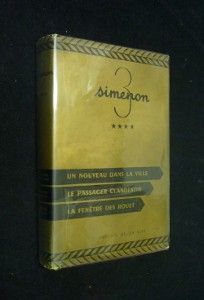 3
simenon
★★★★
UN NOUVEAU DANS LA VILLE
LE PASSAGER CLANDESTIN
LA FENÊTRE DES ROUET